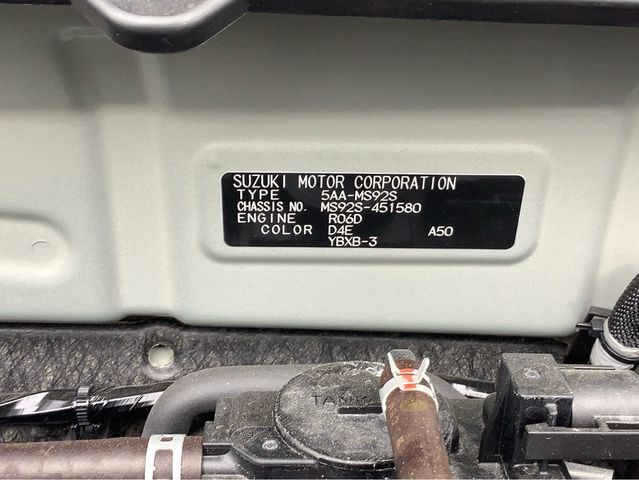 SUZUKI MOTOR CORPORATION
TYPE 5AA-MS92S
CHASSIS NO. MS92S-451580
ENGINE R06D
COLOR D4E A50
YBXB-3
TANK